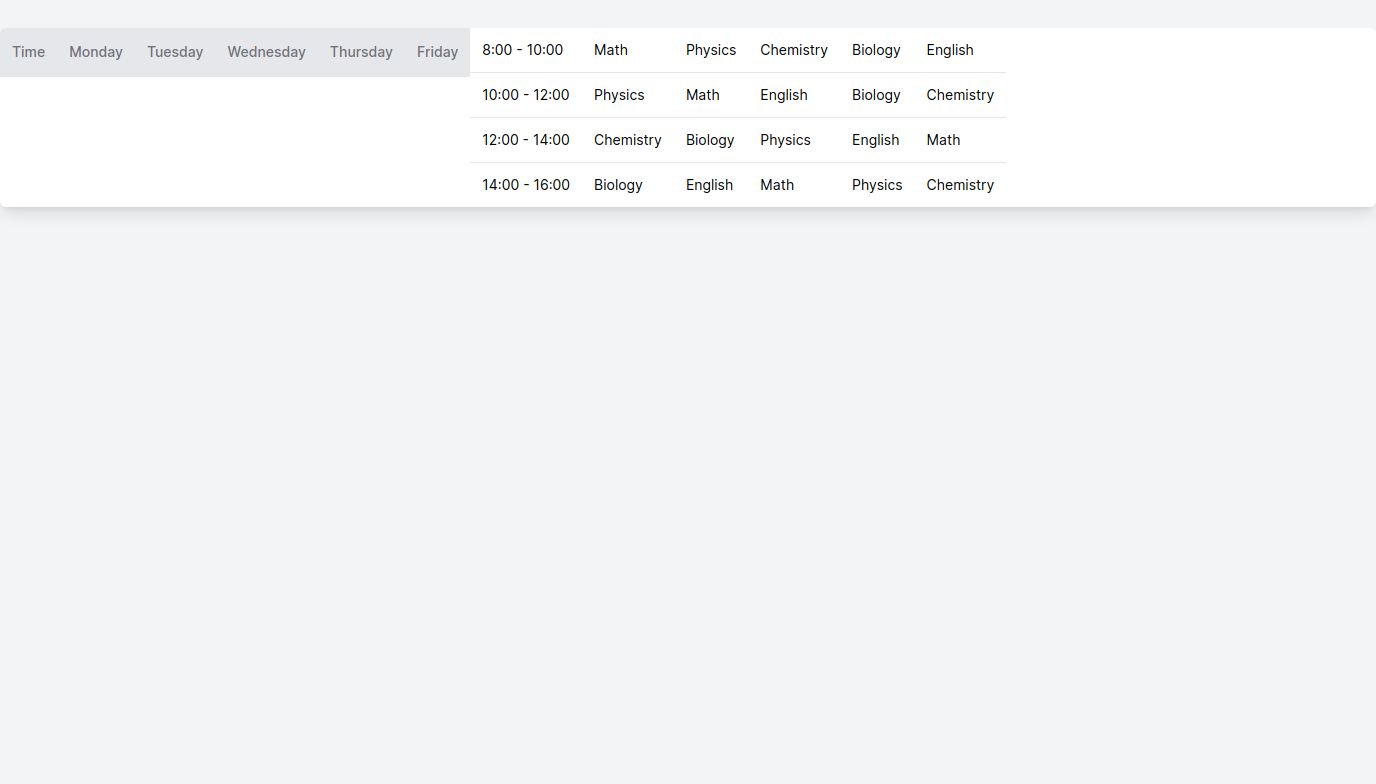 Time Monday Tuesday Wednesday Thursday Friday
8:00 - 10:00 Math Physics Chemistry Biology English
10:00 - 12:00 Physics Math English Biology Chemistry
12:00 - 14:00 Chemistry Biology Physics English Math
14:00 - 16:00 Biology English Math Physics Chemistry